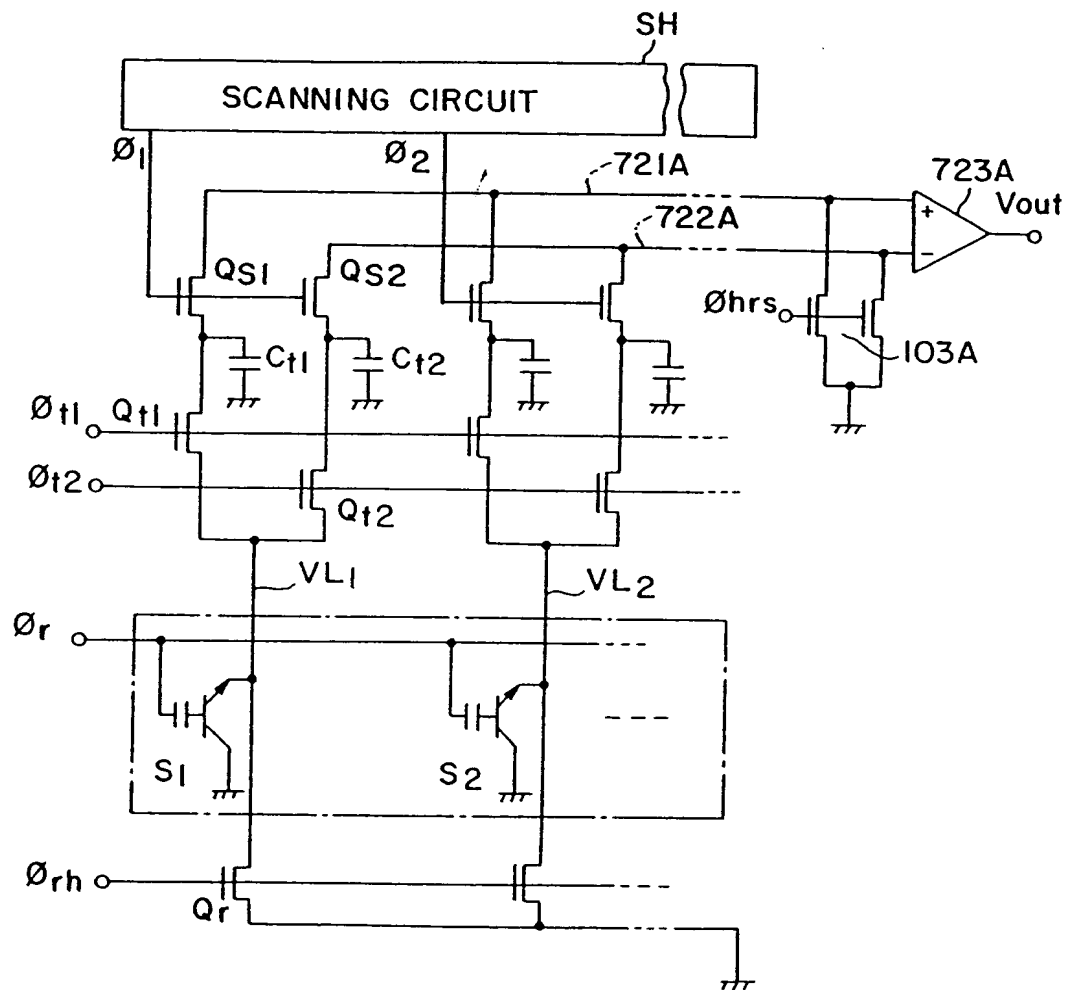 SH
SCANNING CIRCUIT
Ø1
Ø2
721A
723A
Vout
722A
QS1
QS2
Øhrs
103A
Ct1
Ct2
Øt1
Qt1
Øt2
Qt2
VL1
VL2
Ør
S1
S2
Ørh
Qr